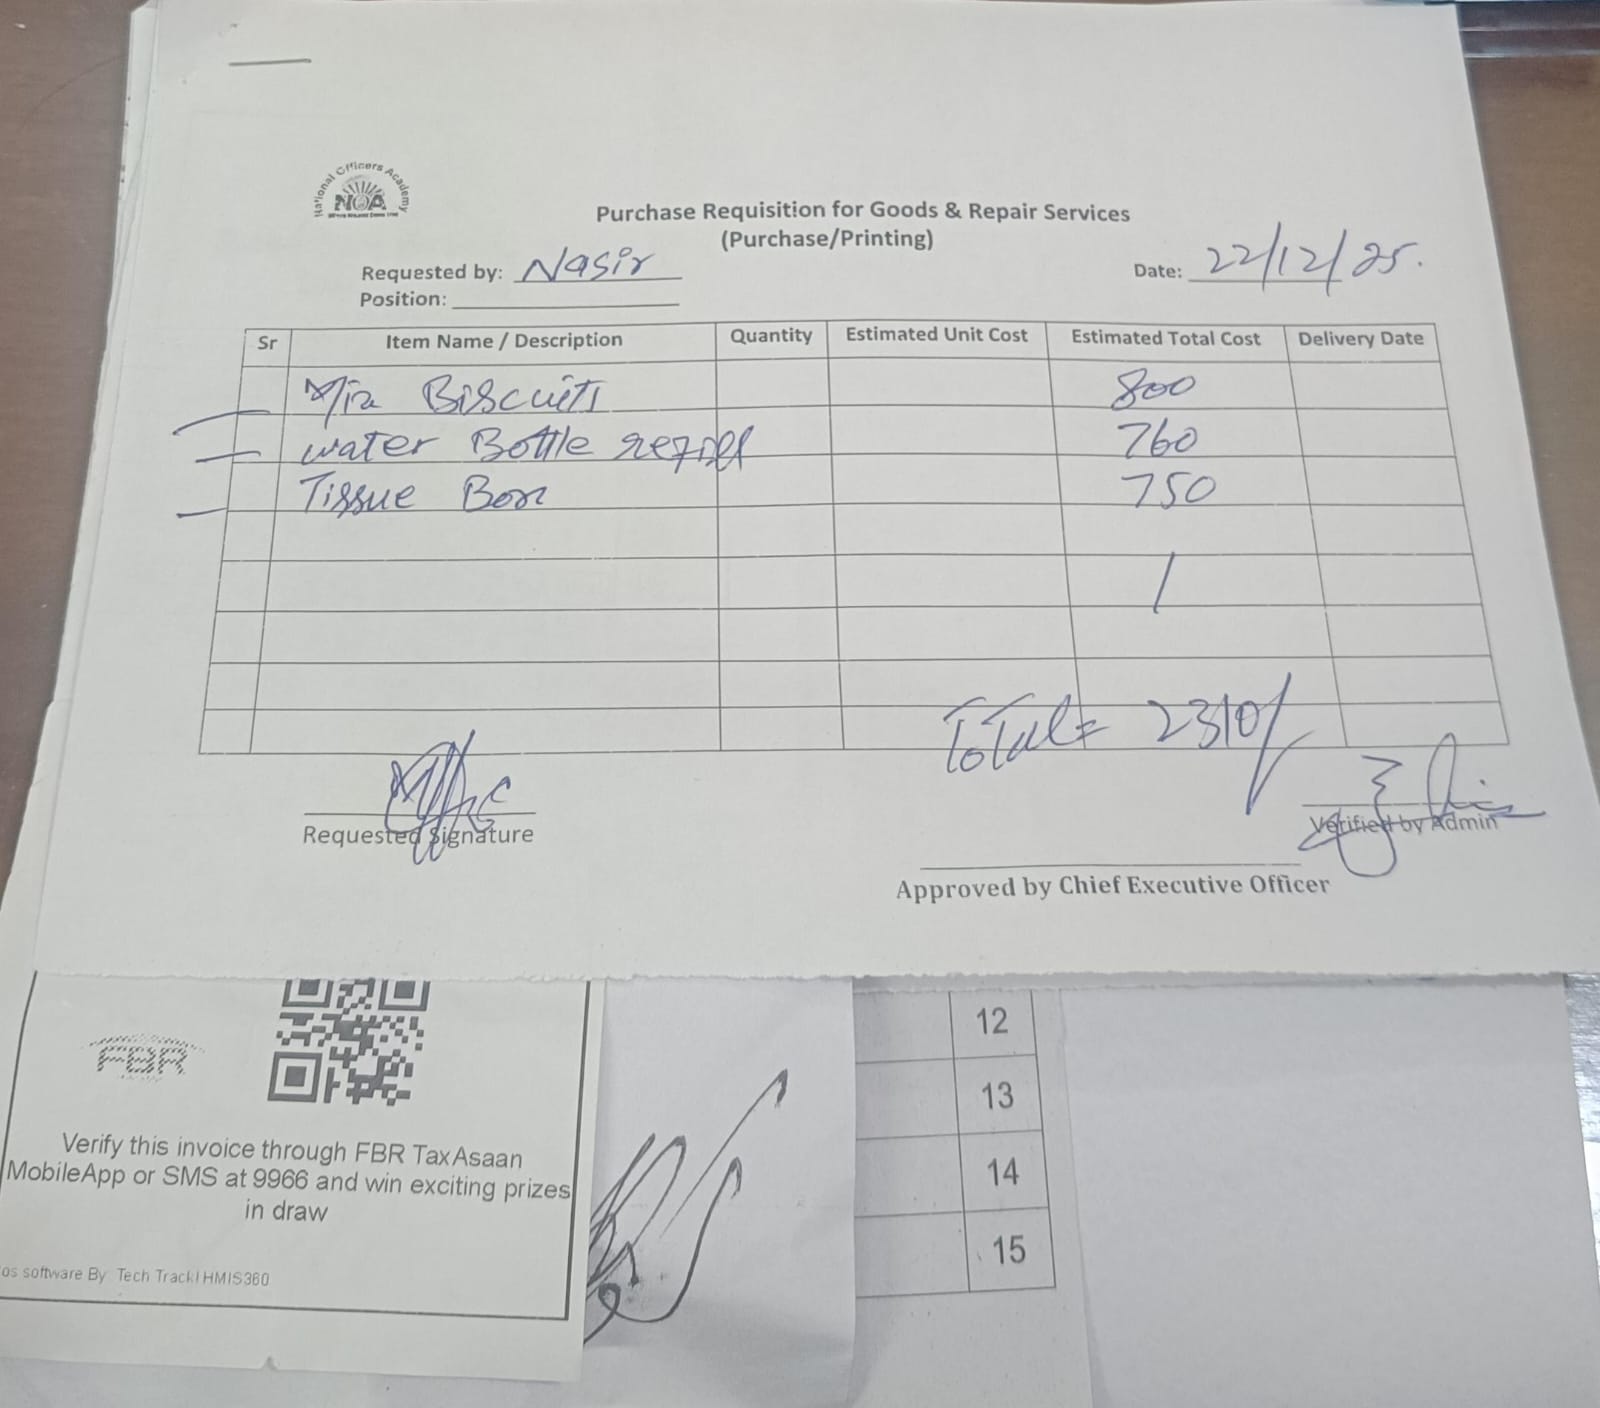 National Officers Academy
NOA
Purchase Requisition for Goods & Repair Services
(Purchase/Printing)
Requested by: Nasir
Date: 22/12/25.
Position:
Sr Item Name / Description Quantity Estimated Unit Cost Estimated Total Cost Delivery Date
Mix Biscuits 800
water Bottle refill 760
Tissue Box 750
Total= 2310/
Requested Signature
Verified by Admin
Approved by Chief Executive Officer
FBR
Verify this invoice through FBR TaxAsaan
MobileApp or SMS at 9966 and win exciting prizes
in draw
os software By Tech Track| HMIS360
12
13
14
15